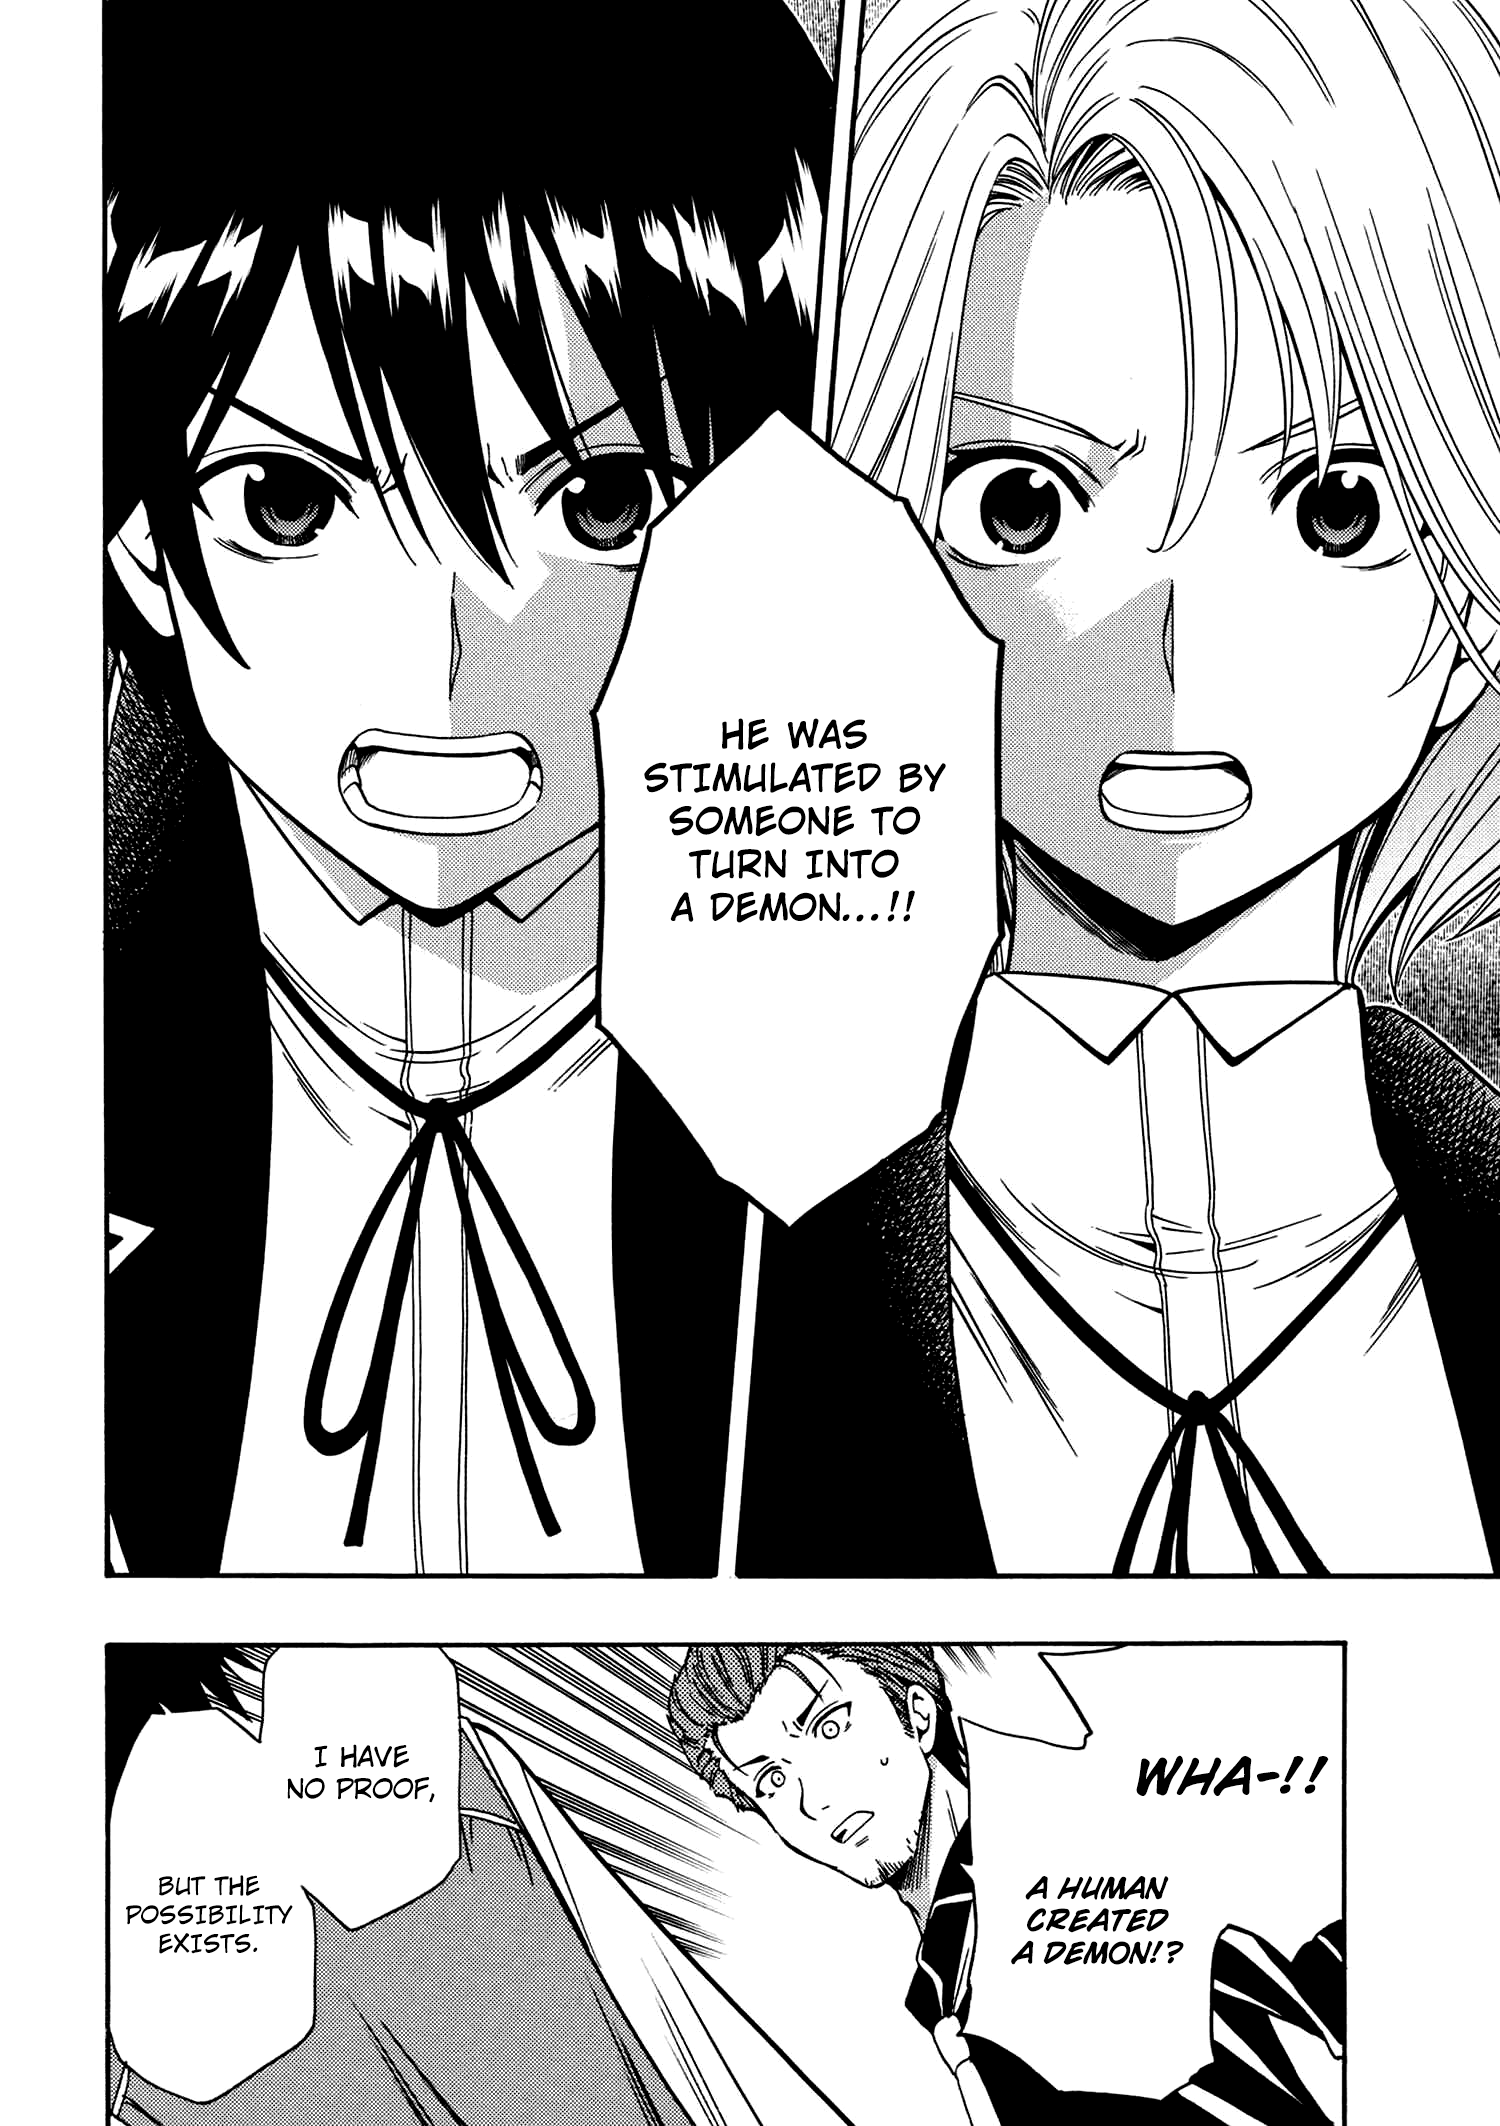 HE WAS
STIMULATED BY
SOMEONE TO
TURN INTO
A DEMON...!!
WHA-!!
A HUMAN
CREATED
A DEMON!?
I HAVE
NO PROOF,
BUT THE
POSSIBILITY
EXISTS.